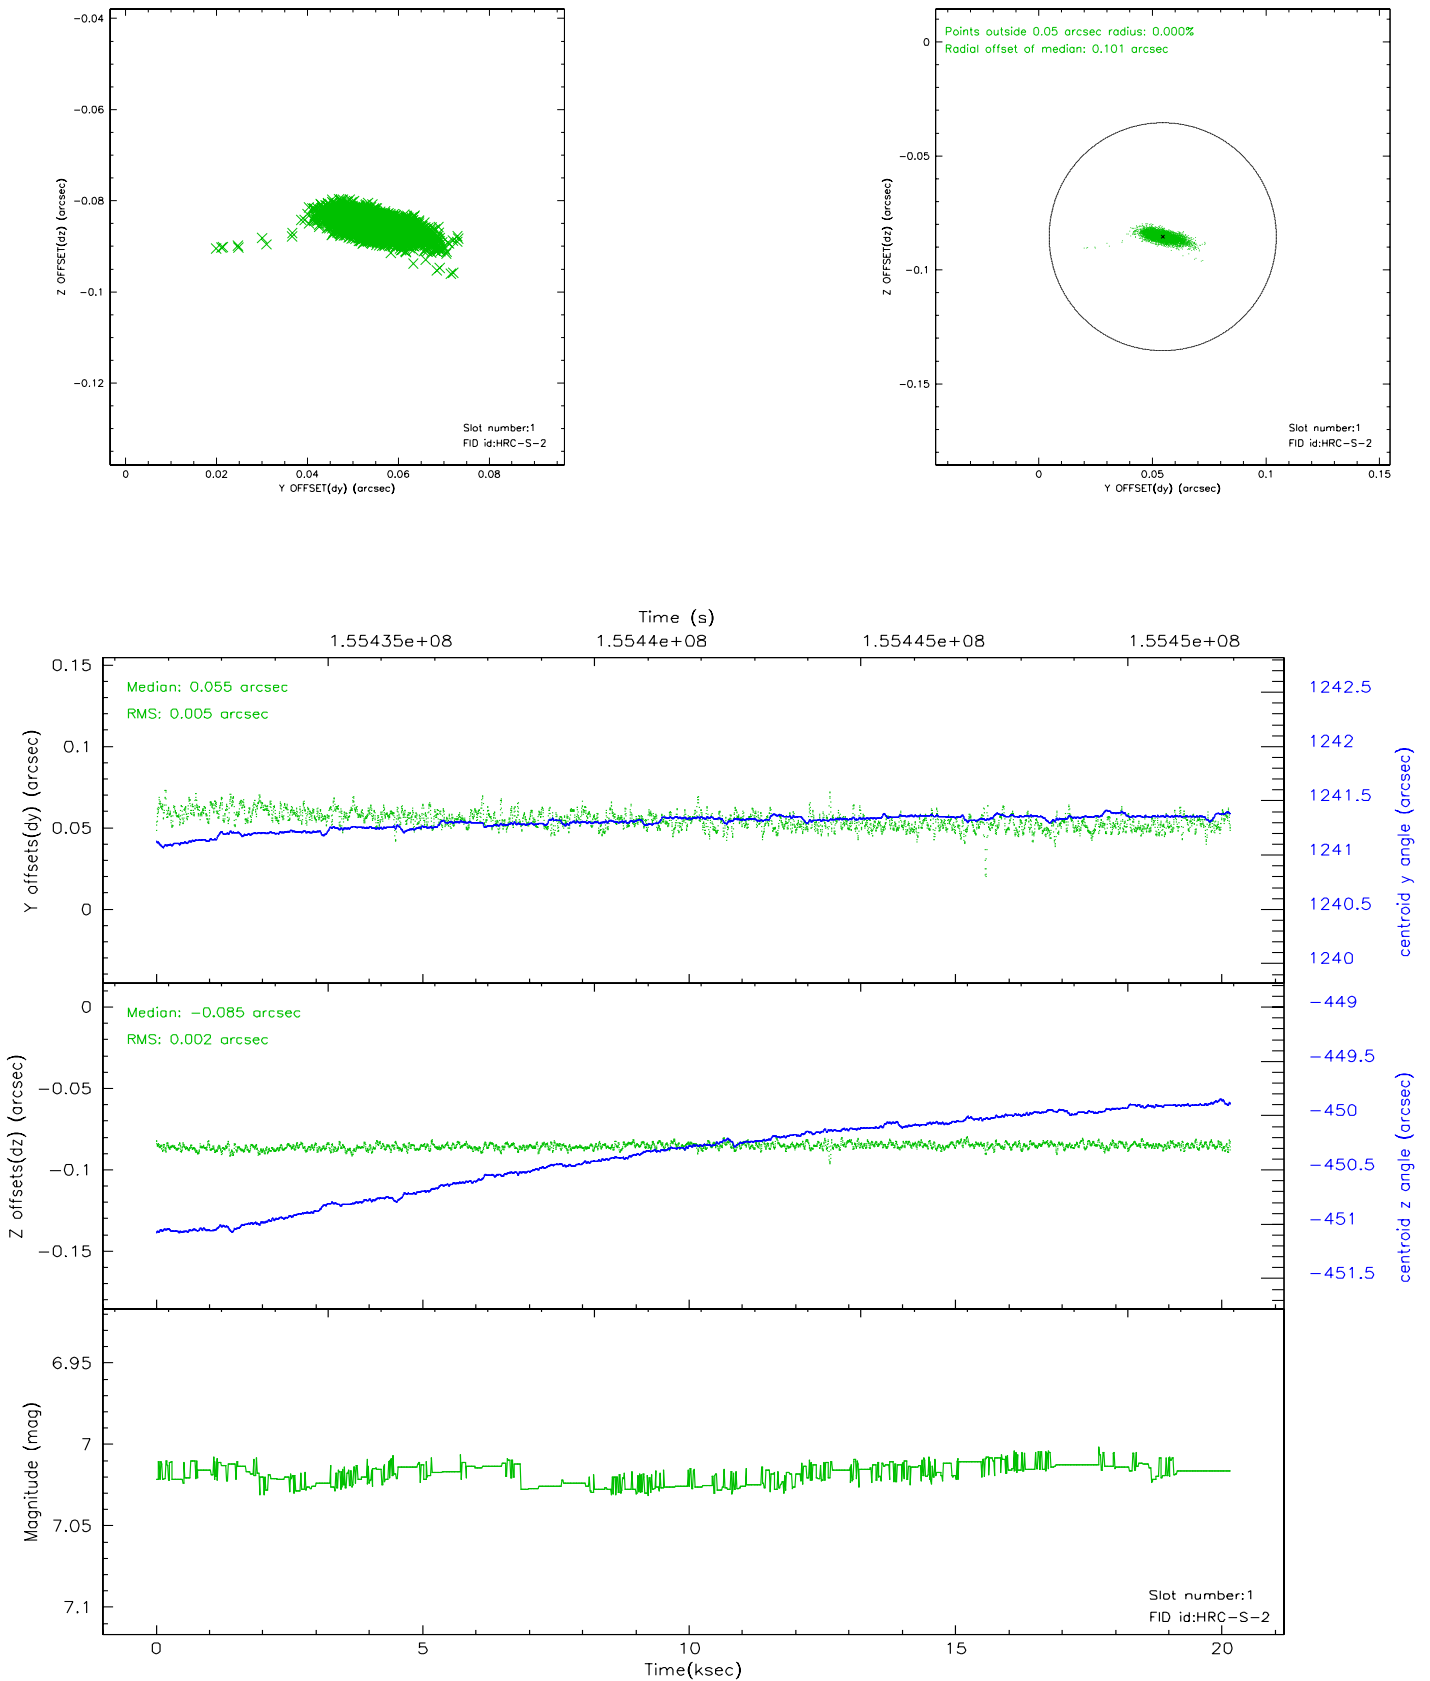 -0.04
-0.06
-0.08
-0.1
-0.12
Z OFFSET(dz) (arcsec)
Slot number:1
FID id:HRC-S-2
0 0.02 0.04 0.06 0.08
Y OFFSET(dy) (arcsec)
Points outside 0.05 arcsec radius: 0.000%
Radial offset of median: 0.101 arcsec
0
-0.05
-0.1
-0.15
Z OFFSET(dz) (arcsec)
Slot number:1
FID id:HRC-S-2
0 0.05 0.1 0.15
Y OFFSET(dy) (arcsec)
Time (s)
1.55435e+08 1.5544e+08 1.55445e+08 1.5545e+08
Median: 0.055 arcsec
RMS: 0.005 arcsec
0.15
0.1
0.05
0
Y offsets(dy) (arcsec)
1242.5
1242
1241.5
1241
1240.5
1240
centroid y angle (arcsec)
Median: -0.085 arcsec
RMS: 0.002 arcsec
0
-0.05
-0.1
-0.15
Z offsets(dz) (arcsec)
-449
-449.5
-450
-450.5
-451
-451.5
centroid z angle (arcsec)
6.95
7
7.05
7.1
Magnitude (mag)
Slot number:1
FID id:HRC-S-2
0 5 10 15 20
Time(ksec)